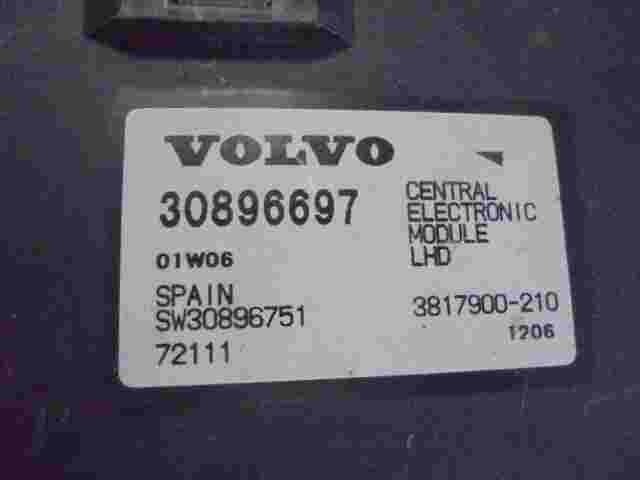 VOLVO
30896697
CENTRAL
ELECTRONIC
MODULE
LHD
01W06
SPAIN
SW30896751
3817900-210
72111
1206